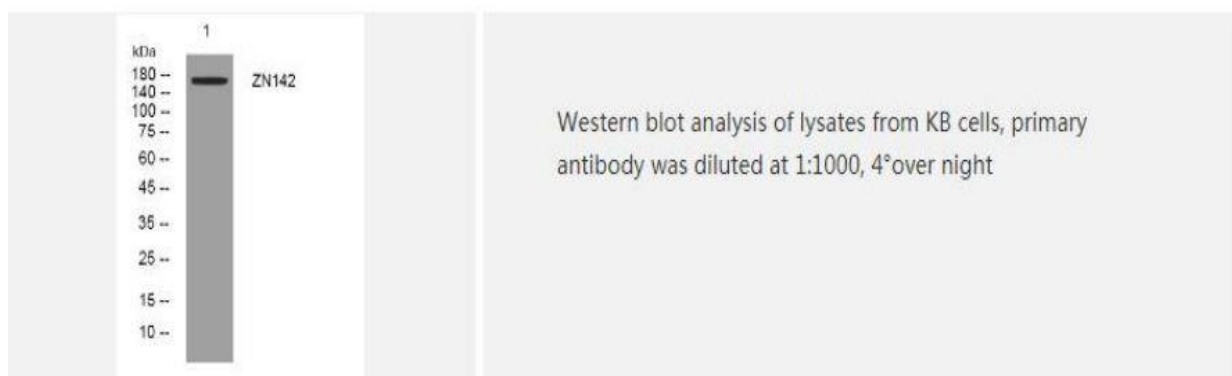 1
kDa
180 --
ZN142
140 --
100 --
75 --
60 --
45 --
35 --
25 --
15 --
10 --
Western blot analysis of lysates from KB cells, primary
antibody was diluted at 1:1000, 4°over night